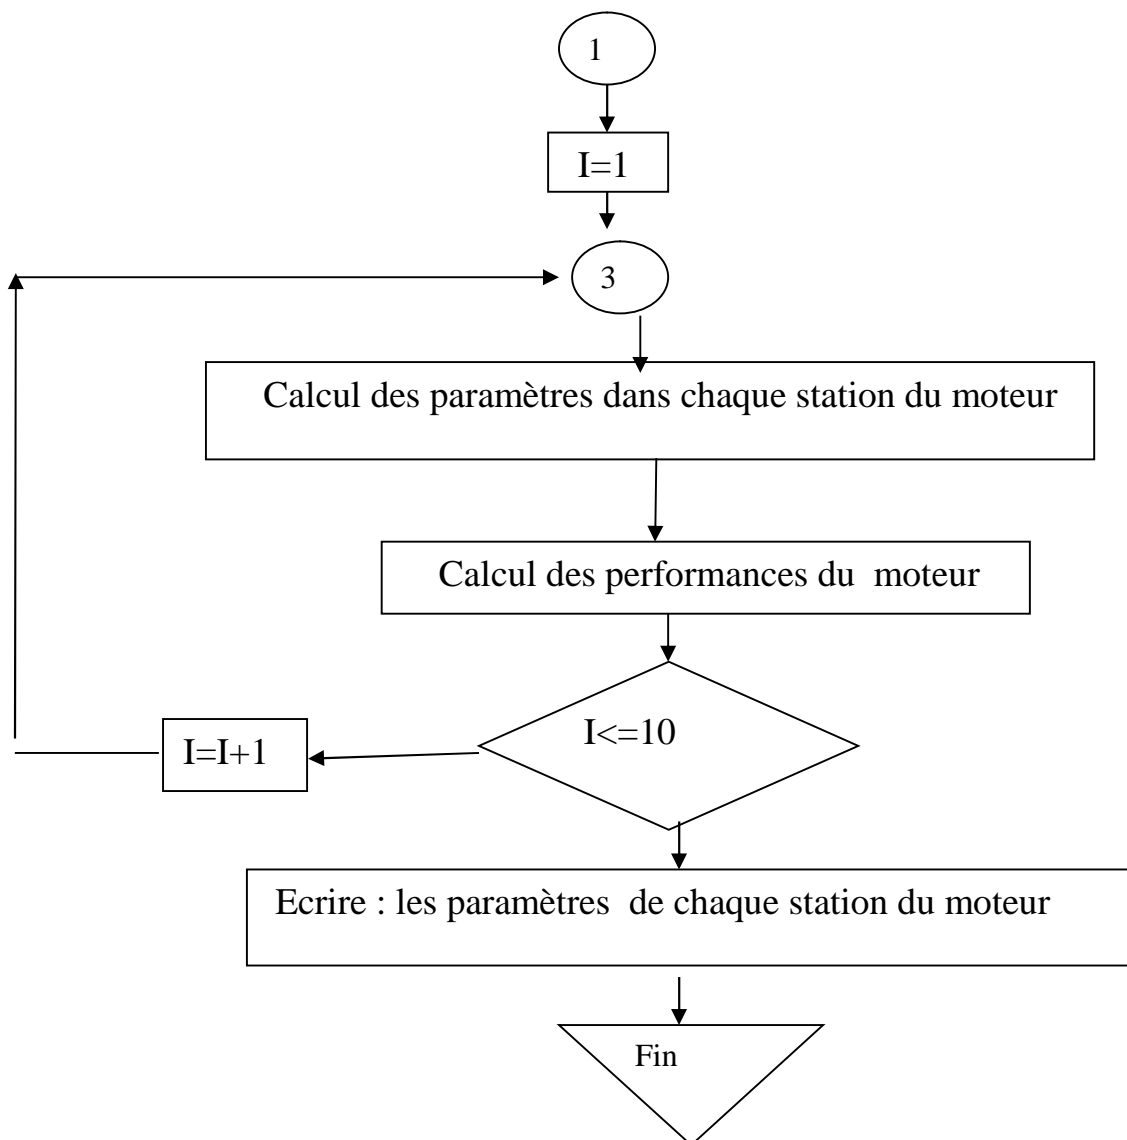 1
I=1
3
Calcul des paramètres dans chaque station du moteur
Calcul des performances du moteur
I<=10
I=I+1
Ecrire : les paramètres de chaque station du moteur
Fin